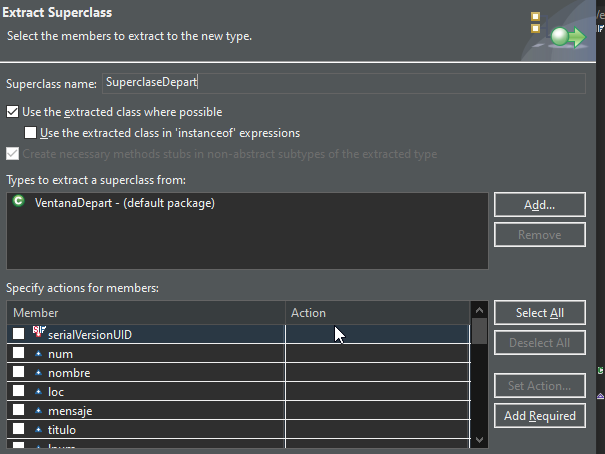 Extract Superclass
Select the members to extract to the new type.
Superclass name: SuperclaseDepart
Use the extracted class where possible
Use the extracted class in 'instanceof' expressions
Create necessary methods stubs in non-abstract subtypes of the extracted type
Types to extract a superclass from:
VentanaDepart - (default package)
Add...
Remove
Specify actions for members:
Member Action
serialVersionUID
num
nombre
loc
mensaje
titulo
Select All
Deselect All
Set Action...
Add Required